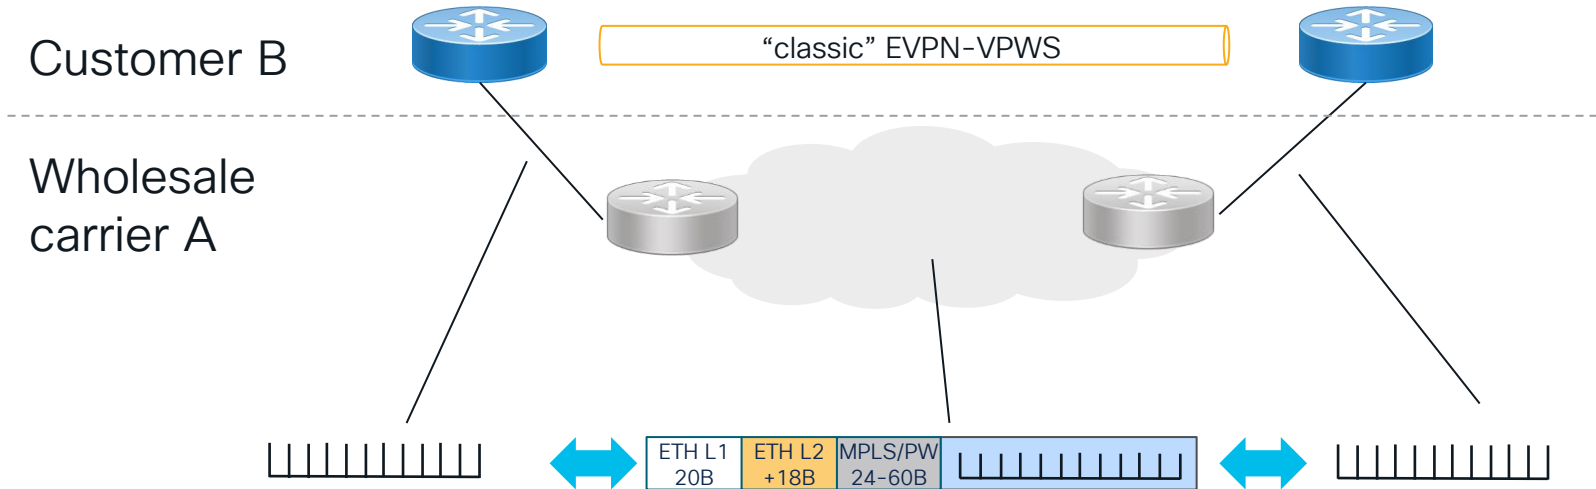 Customer B
“classic” EVPN-VPWS
Wholesale
carrier A
ETH L1
20B
ETH L2
+18B
MPLS/PW
24-60B